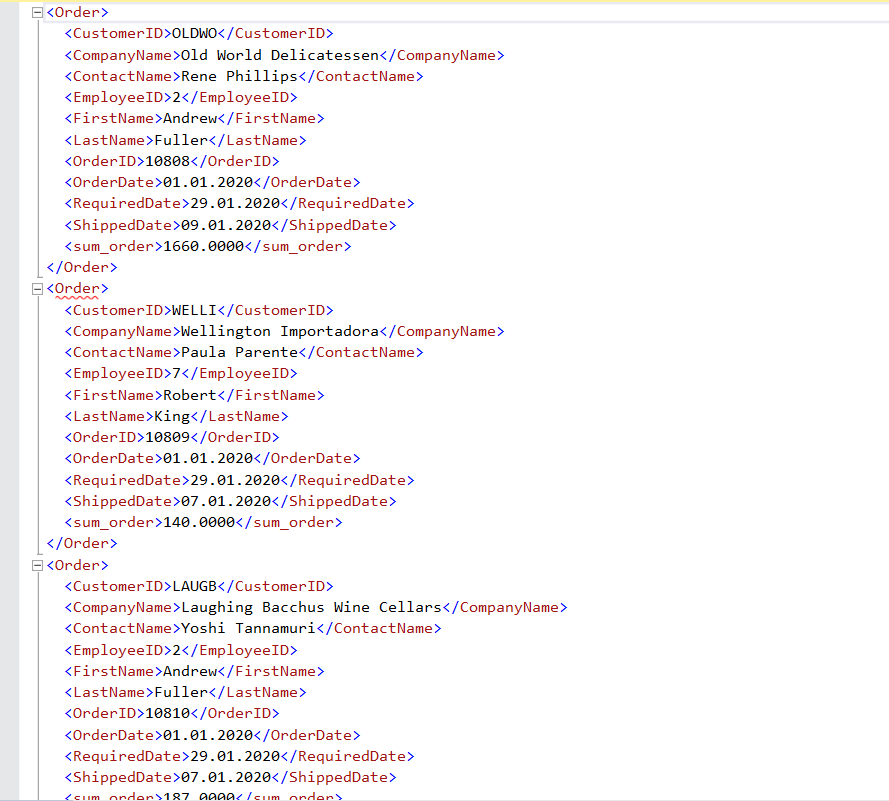 <Order>
<CustomerID>OLDWO</CustomerID>
<CompanyName>Old World Delicatessen</CompanyName>
<ContactName>Rene Phillips</ContactName>
<EmployeeID>2</EmployeeID>
<FirstName>Andrew</FirstName>
<LastName>Fuller</LastName>
<OrderID>10808</OrderID>
<OrderDate>01.01.2020</OrderDate>
<RequiredDate>29.01.2020</RequiredDate>
<ShippedDate>09.01.2020</ShippedDate>
<sum_order>1660.0000</sum_order>
</Order>
<Order>
<CustomerID>WELLI</CustomerID>
<CompanyName>Wellington Importadora</CompanyName>
<ContactName>Paula Parente</ContactName>
<EmployeeID>7</EmployeeID>
<FirstName>Robert</FirstName>
<LastName>King</LastName>
<OrderID>10809</OrderID>
<OrderDate>01.01.2020</OrderDate>
<RequiredDate>29.01.2020</RequiredDate>
<ShippedDate>07.01.2020</ShippedDate>
<sum_order>140.0000</sum_order>
</Order>
<Order>
<CustomerID>LAUGB</CustomerID>
<CompanyName>Laughing Bacchus Wine Cellars</CompanyName>
<ContactName>Yoshi Tannamuri</ContactName>
<EmployeeID>2</EmployeeID>
<FirstName>Andrew</FirstName>
<LastName>Fuller</LastName>
<OrderID>10810</OrderID>
<OrderDate>01.01.2020</OrderDate>
<RequiredDate>29.01.2020</RequiredDate>
<ShippedDate>07.01.2020</ShippedDate>
<sum_order>187.0000</sum_order>